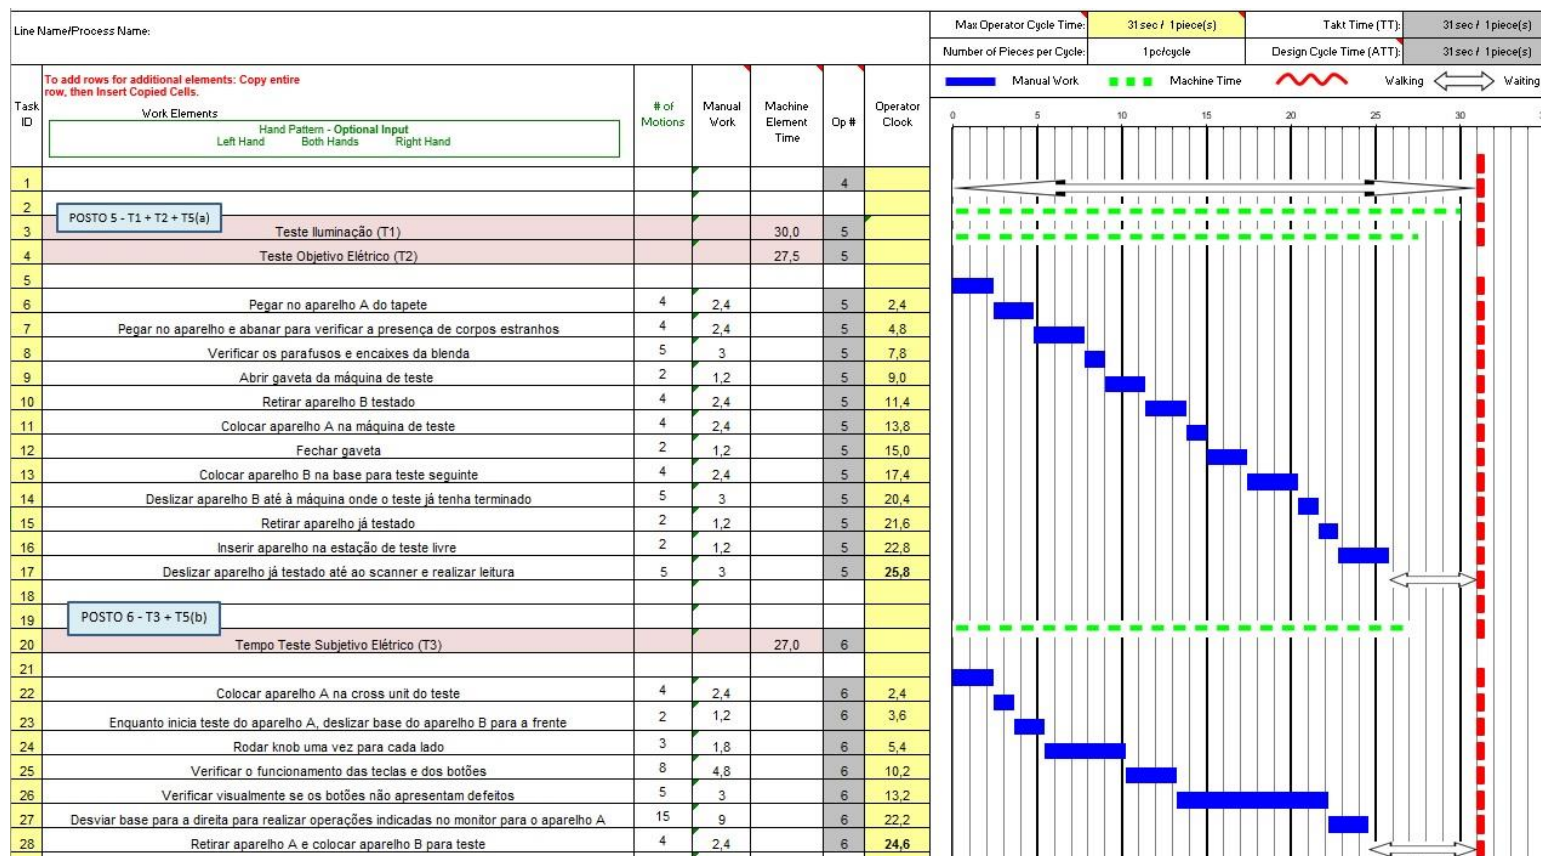 Line Name/Process Name:
Max Operator Cycle Time: 31 sec / 1 piece(s) Takt Time (TT): 31 sec / 1 piece(s)
Number of Pieces per Cycle: 1 pc/cycle Design Cycle Time (ATT): 31 sec / 1 piece(s)
Task ID
To add rows for additional elements: Copy entire
row, then Insert Copied Cells.
Work Elements
Hand Pattern - Optional Input
Left Hand Both Hands Right Hand
# of Motions
Manual Work
Machine Element Time
Op #
Operator Clock
Manual Work Machine Time Walking Waiting
0 5 10 15 20 25 30
1 4
2
POSTO 5 - T1 + T2 + T5(a)
3 Teste Iluminação (T1) 30,0 5
4 Teste Objetivo Elétrico (T2) 27,5 5
5
6 Pegar no aparelho A do tapete 4 2,4 5 2,4
7 Pegar no aparelho e abanar para verificar a presença de corpos estranhos 4 2,4 5 4,8
8 Verificar os parafusos e encaixes da blenda 5 3 5 7,8
9 Abrir gaveta da máquina de teste 2 1,2 5 9,0
10 Retirar aparelho B testado 4 2,4 5 11,4
11 Colocar aparelho A na máquina de teste 4 2,4 5 13,8
12 Fechar gaveta 2 1,2 5 15,0
13 Colocar aparelho B na base para teste seguinte 4 2,4 5 17,4
14 Deslizar aparelho B até à máquina onde o teste já tenha terminado 5 3 5 20,4
15 Retirar aparelho já testado 2 1,2 5 21,6
16 Inserir aparelho na estação de teste livre 2 1,2 5 22,8
17 Deslizar aparelho já testado até ao scanner e realizar leitura 5 3 5 25,8
18
19
POSTO 6 - T3 + T5(b)
20 Tempo Teste Subjetivo Elétrico (T3) 27,0 6
21
22 Colocar aparelho A na cross unit do teste 4 2,4 6 2,4
23 Enquanto inicia teste do aparelho A, deslizar base do aparelho B para a frente 2 1,2 6 3,6
24 Rodar knob uma vez para cada lado 3 1,8 6 5,4
25 Verificar o funcionamento das teclas e dos botões 8 4,8 6 10,2
26 Verificar visualmente se os botões não apresentam defeitos 5 3 6 13,2
27 Desviar base para a direita para realizar operações indicadas no monitor para o aparelho A 15 9 6 22,2
28 Retirar aparelho A e colocar aparelho B para teste 4 2,4 6 24,6